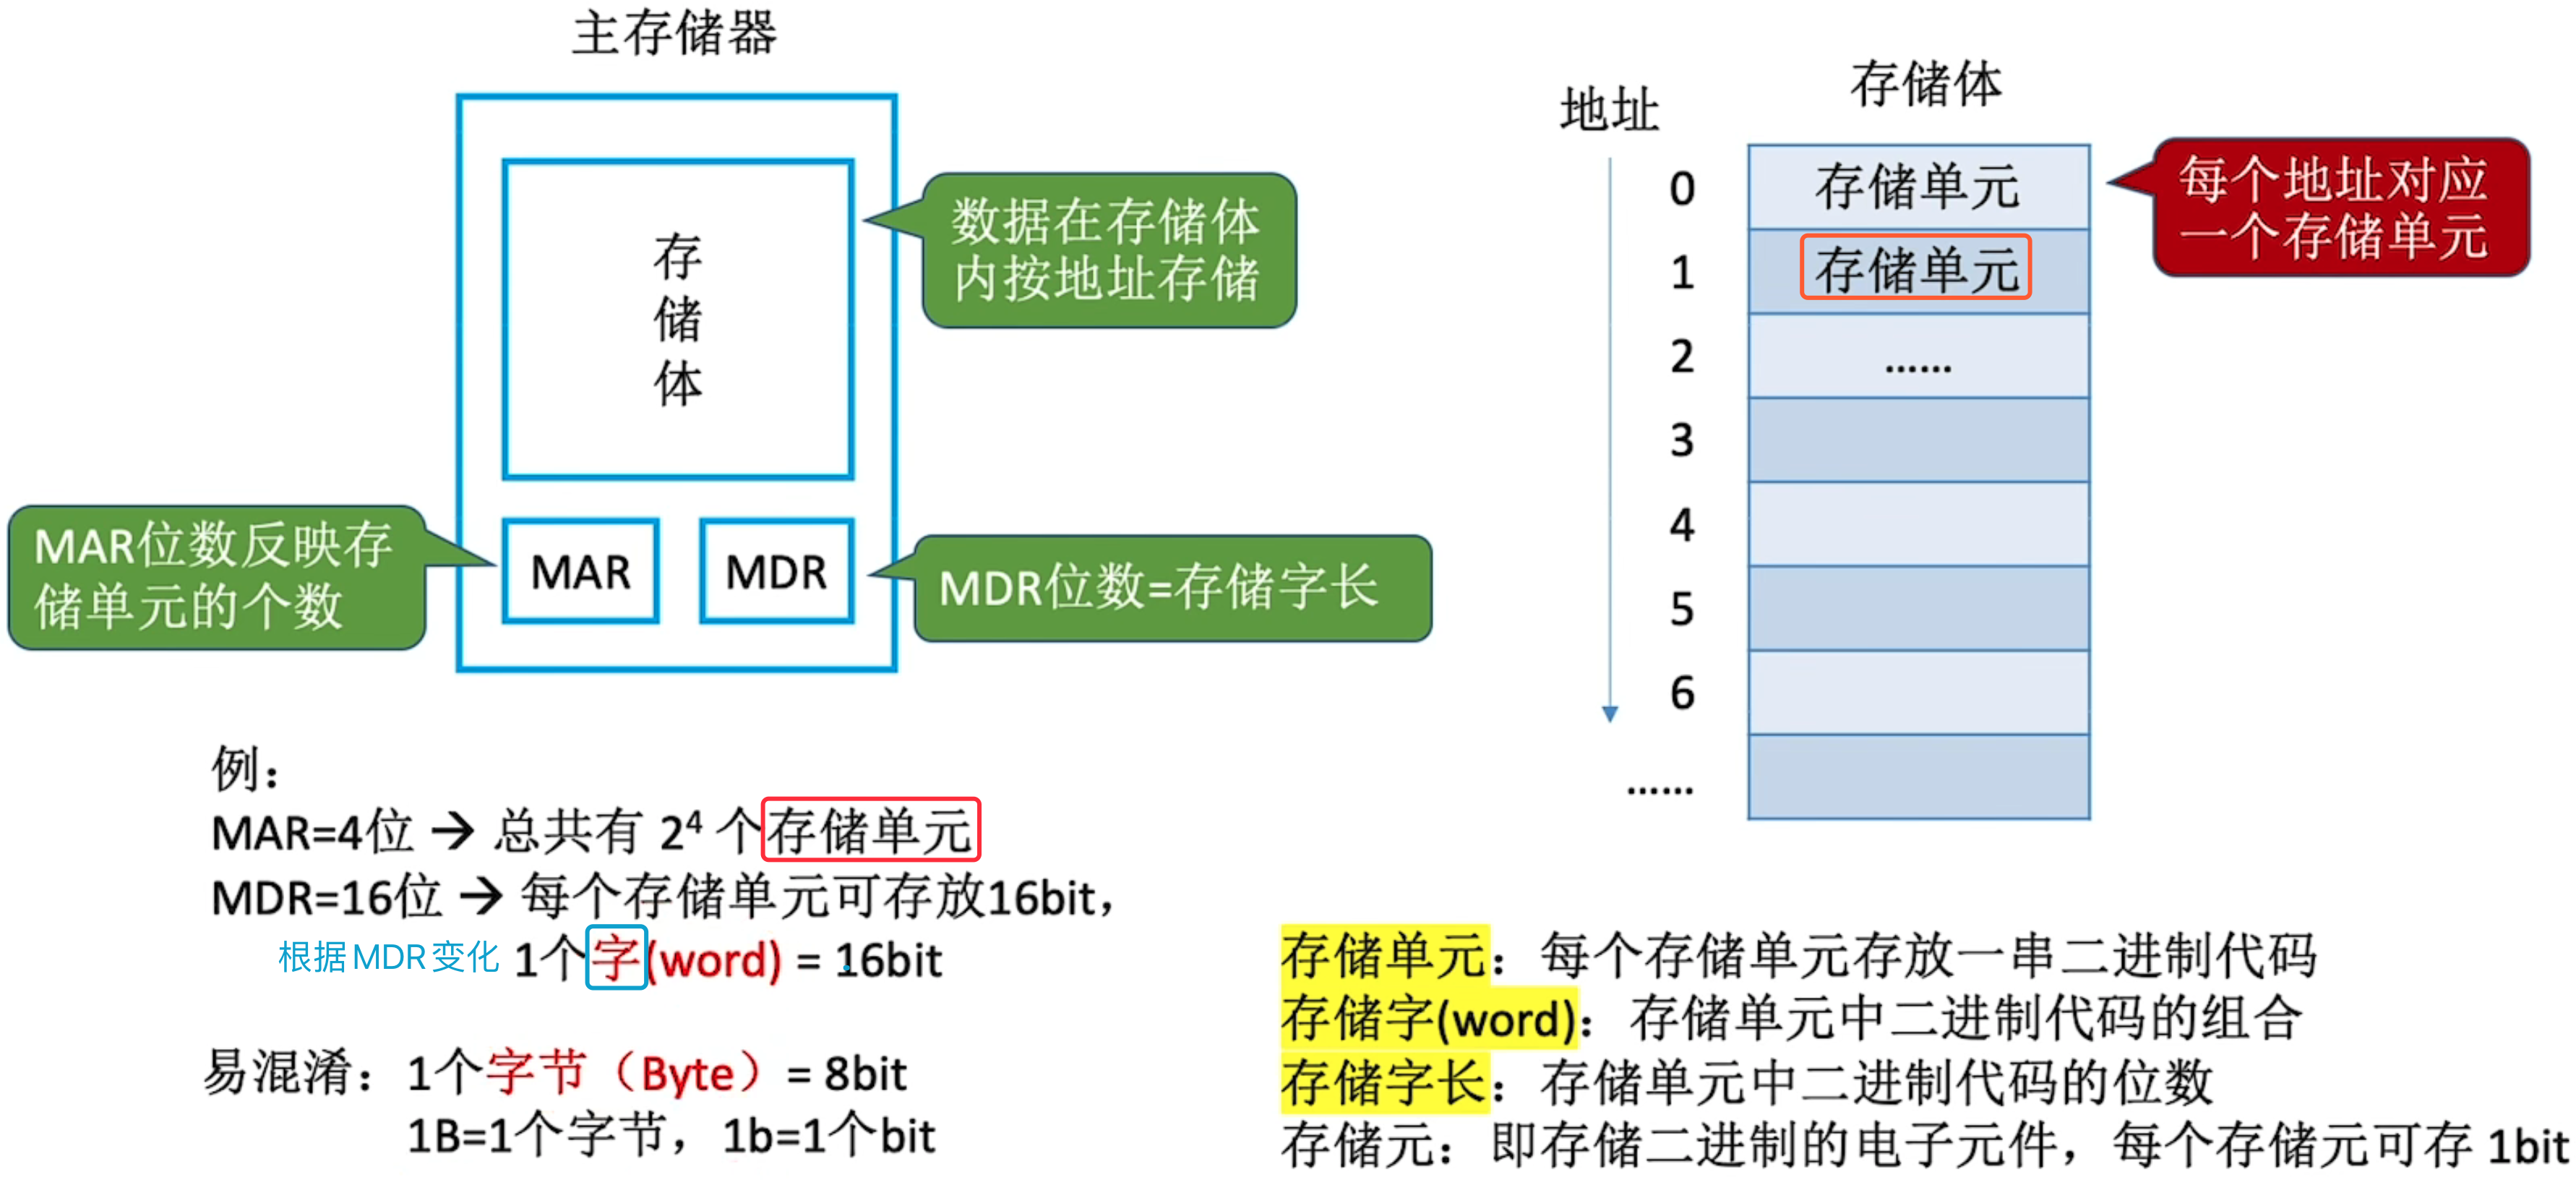 主存储器
存
储
体
数据在存储体
内按地址存储
MAR位数反映存
储单元的个数
MAR
MDR
MDR位数=存储字长
地址
存储体
0
存储单元
每个地址对应
一个存储单元
1
存储单元
2
……
3
4
5
6
……
例：
MAR=4位 → 总共有 2⁴ 个存储单元
MDR=16位 → 每个存储单元可存放16bit，
根据MDR变化 1个字(word) = 16bit
易混淆：1个字节（Byte）= 8bit
1B=1个字节，1b=1个bit
存储单元：每个存储单元存放一串二进制代码
存储字(word)：存储单元中二进制代码的组合
存储字长：存储单元中二进制代码的位数
存储元：即存储二进制的电子元件，每个存储元可存 1bit